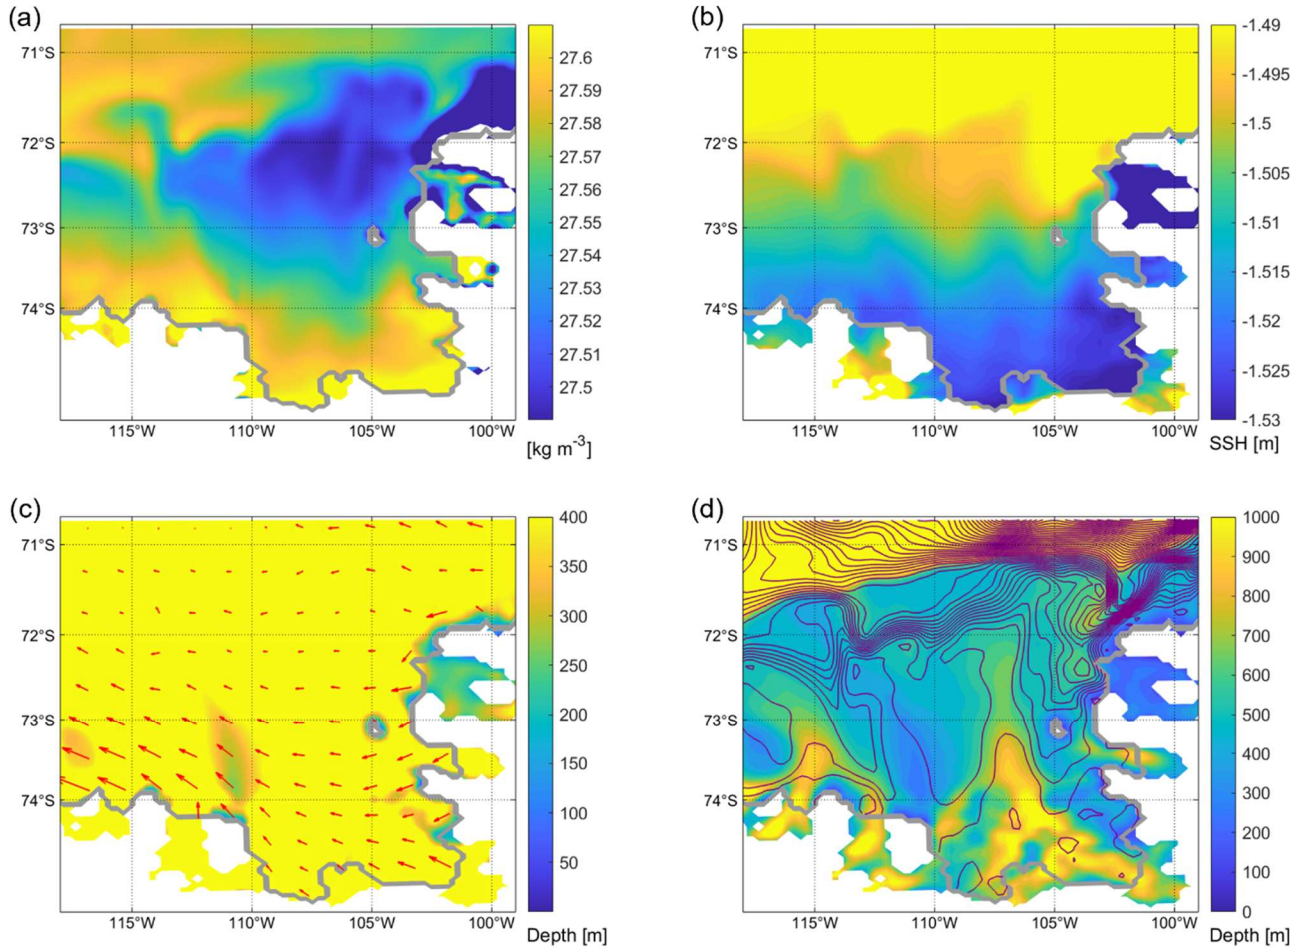 (a)
71°S
72°S
73°S
74°S
115°W
110°W
105°W
100°W
27.6
27.59
27.58
27.57
27.56
27.55
27.54
27.53
27.52
27.51
27.5
[kg m-3]
(b)
71°S
72°S
73°S
74°S
115°W
110°W
105°W
100°W
-1.49
-1.495
-1.5
-1.505
-1.51
-1.515
-1.52
-1.525
-1.53
SSH [m]
(c)
71°S
72°S
73°S
74°S
115°W
110°W
105°W
100°W
400
350
300
250
200
150
100
50
Depth [m]
(d)
71°S
72°S
73°S
74°S
115°W
110°W
105°W
100°W
1000
900
800
700
600
500
400
300
200
100
0
Depth [m]